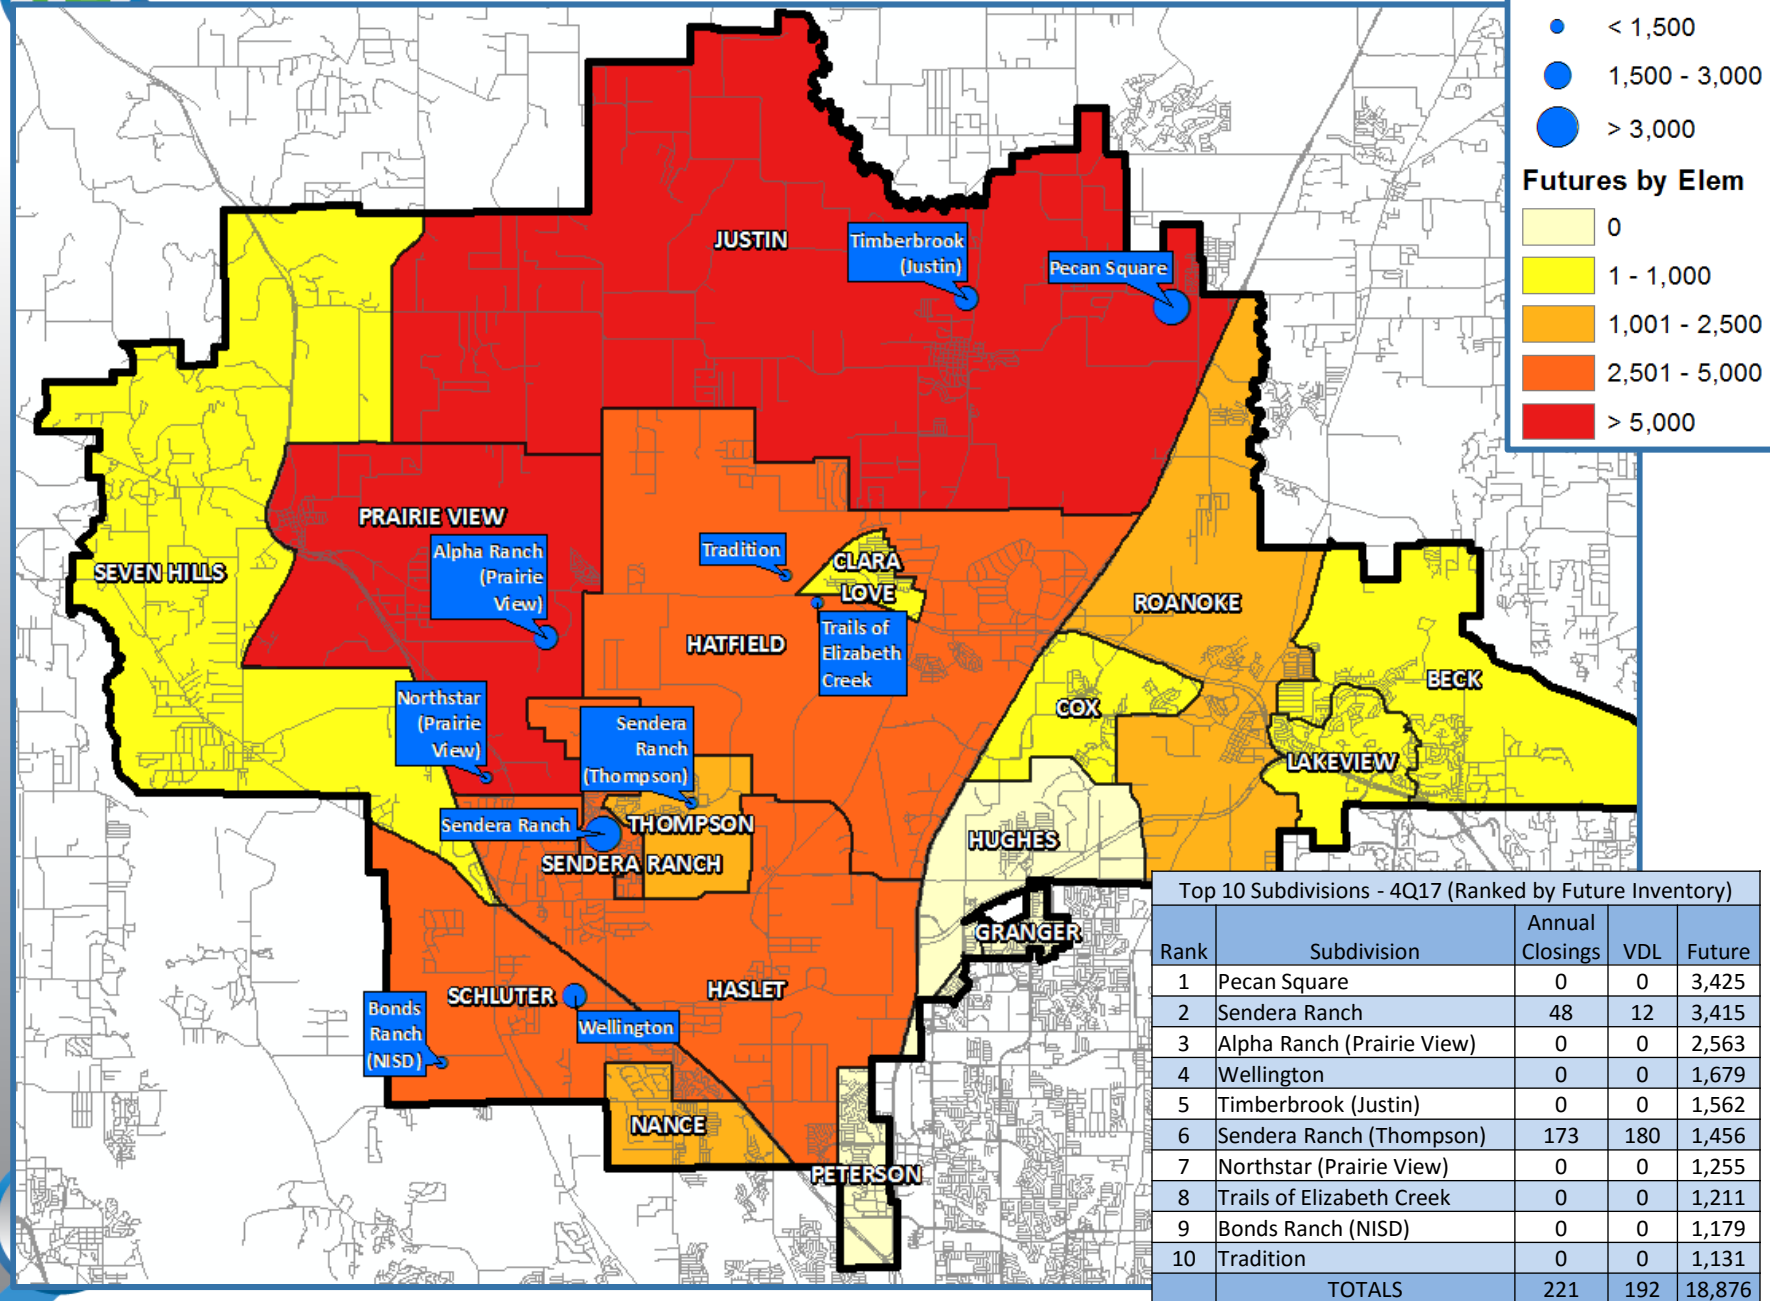 < 1,500
1,500 - 3,000
> 3,000
Futures by Elem
0
1 - 1,000
1,001 - 2,500
2,501 - 5,000
> 5,000
JUSTIN
Timberbrook
(Justin)
Pecan Square
PRAIRIE VIEW
Alpha Ranch
(Prairie
View)
SEVEN HILLS
Tradition
CLARA
LOVE
Trails of
Elizabeth
Creek
HATFIELD
ROANOKE
BECK
COX
LAKEVIEW
Northstar
(Prairie
View)
Sendera
Ranch
(Thompson)
Sendera Ranch
THOMPSON
SENDERA RANCH
HUGHES
GRANGER
SCHLUTER
HASLET
Bonds
Ranch
(NISD)
Wellington
NANCE
PETERSON
Top 10 Subdivisions - 4Q17 (Ranked by Future Inventory)
Rank Subdivision Annual Closings VDL Future
1 Pecan Square 0 0 3,425
2 Sendera Ranch 48 12 3,415
3 Alpha Ranch (Prairie View) 0 0 2,563
4 Wellington 0 0 1,679
5 Timberbrook (Justin) 0 0 1,562
6 Sendera Ranch (Thompson) 173 180 1,456
7 Northstar (Prairie View) 0 0 1,255
8 Trails of Elizabeth Creek 0 0 1,211
9 Bonds Ranch (NISD) 0 0 1,179
10 Tradition 0 0 1,131
TOTALS 221 192 18,876